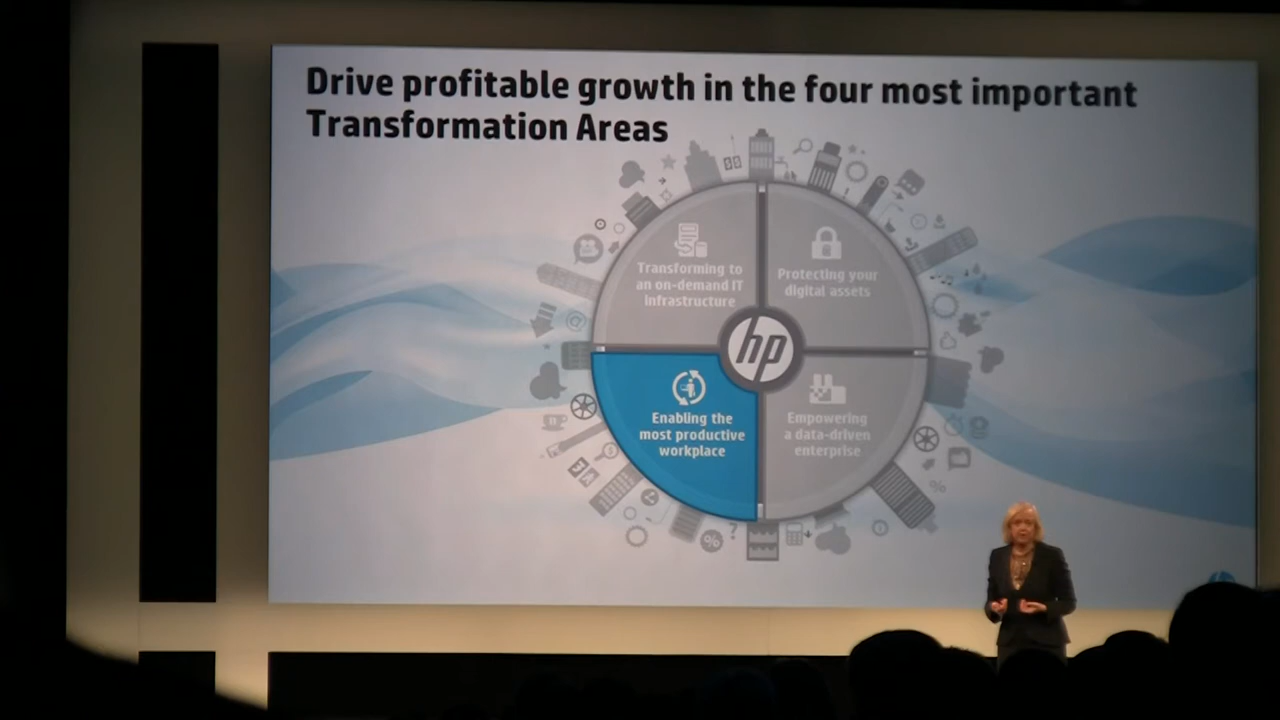 Drive profitable growth in the four most important
Transformation Areas
Transforming to
an on-demand IT
infrastructure
Protecting your
digital assets
hp
Enabling the
most productive
workplace
Empowering
a data-driven
enterprise